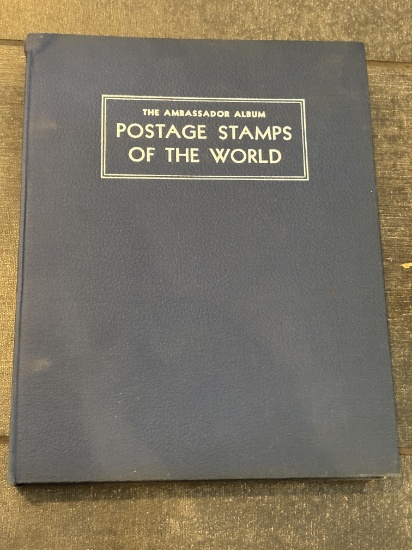 THE AMBASSADOR ALBUM
POSTAGE STAMPS
OF THE WORLD